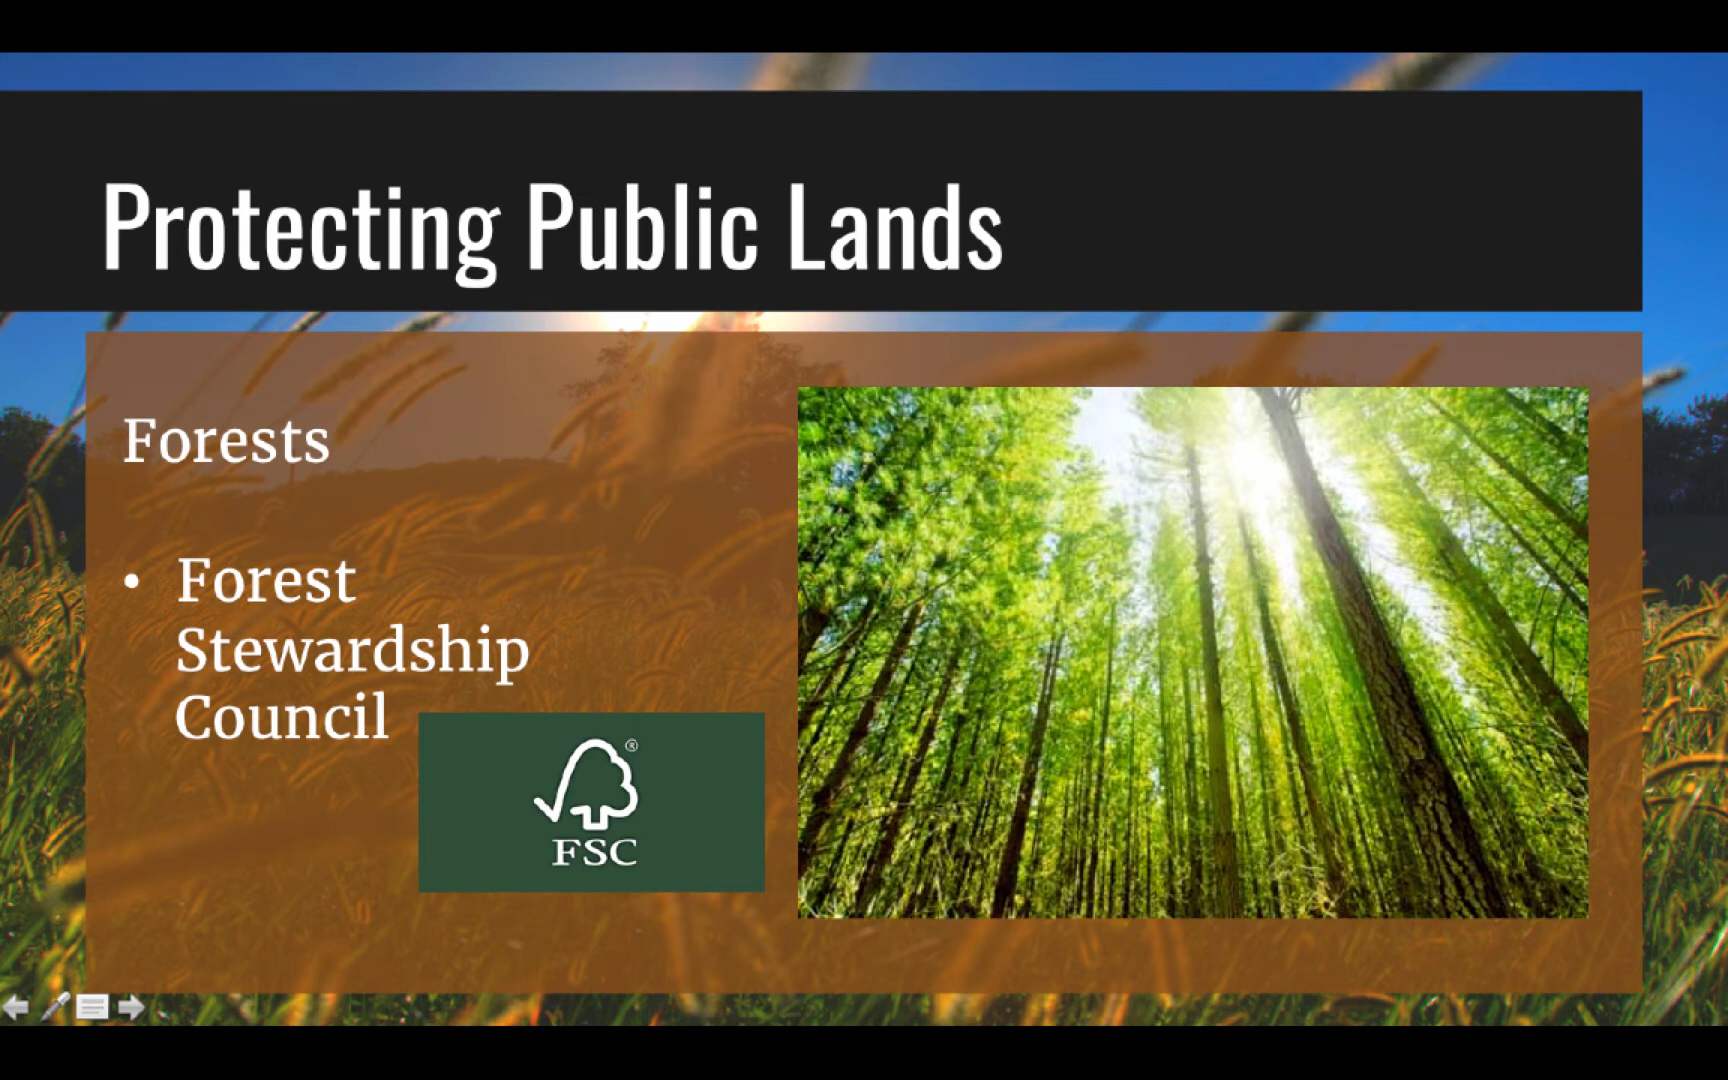 Protecting Public Lands
Forests
• Forest
Stewardship
Council
®
FSC